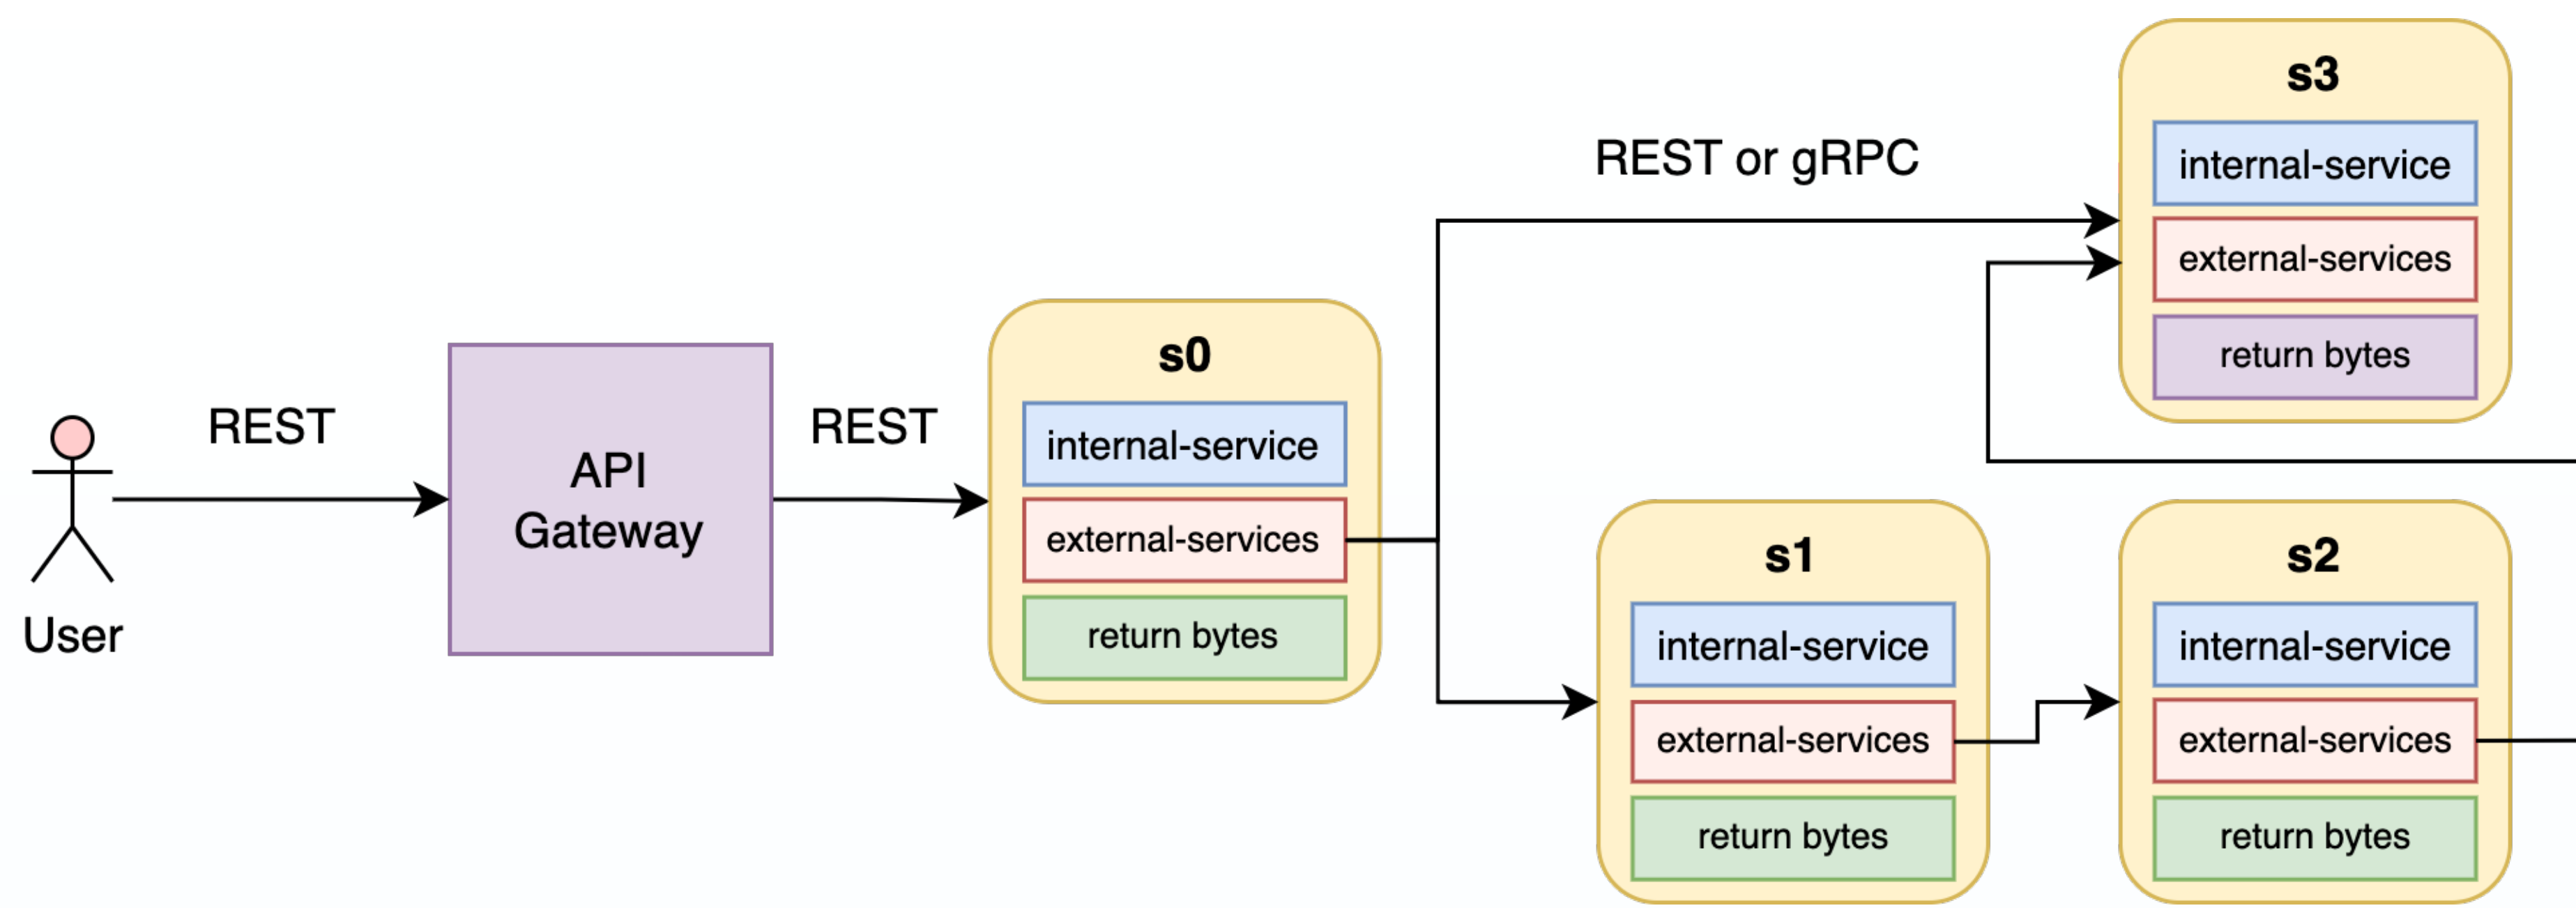 User
REST
API
Gateway
REST
s0
internal-service
external-services
return bytes
REST or gRPC
s3
internal-service
external-services
return bytes
s1
internal-service
external-services
return bytes
s2
internal-service
external-services
return bytes